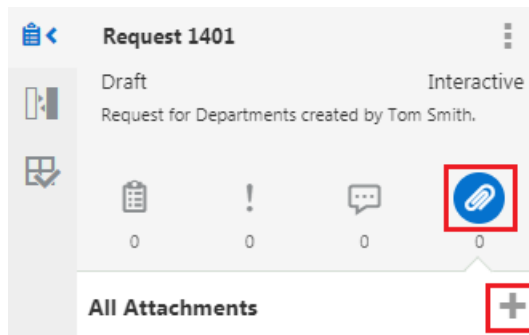 Request 1401
Draft Interactive
Request for Departments created by Tom Smith.
0 0 0 0
All Attachments